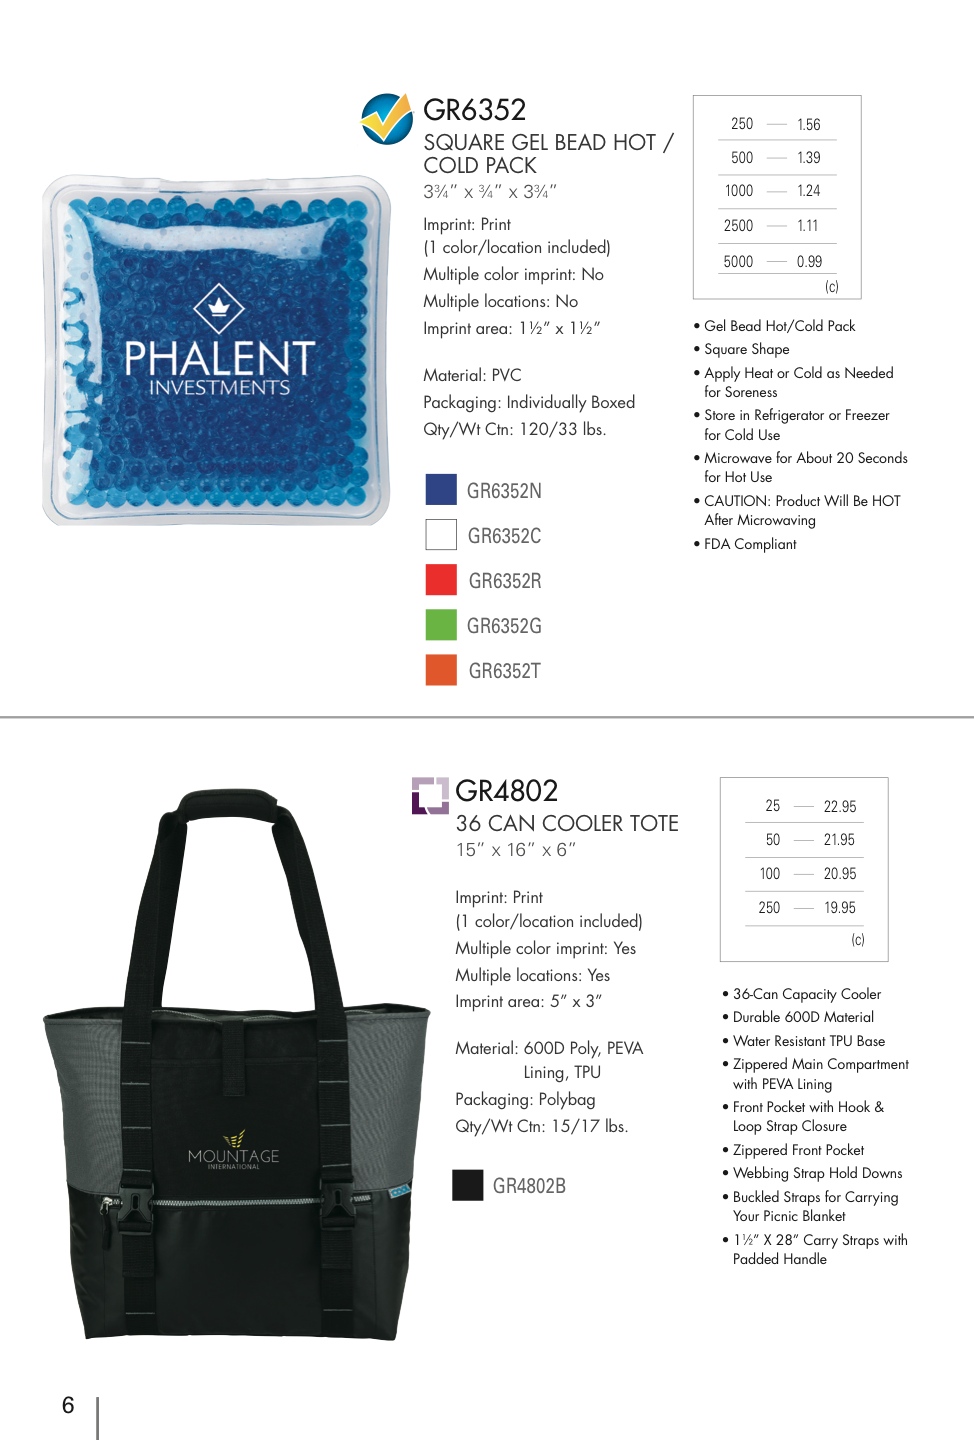 GR6352
SQUARE GEL BEAD HOT /
COLD PACK
3¾” x ¾” x 3¾”
Imprint: Print
(1 color/location included)
Multiple color imprint: No
Multiple locations: No
Imprint area: 1½” x 1½”
Material: PVC
Packaging: Individually Boxed
Qty/Wt Ctn: 120/33 lbs.
GR6352N
GR6352C
GR6352R
GR6352G
GR6352T
250 — 1.56
500 — 1.39
1000 — 1.24
2500 — 1.11
5000 — 0.99
(c)
• Gel Bead Hot/Cold Pack
• Square Shape
• Apply Heat or Cold as Needed
for Soreness
• Store in Refrigerator or Freezer
for Cold Use
• Microwave for About 20 Seconds
for Hot Use
• CAUTION: Product Will Be HOT
After Microwaving
• FDA Compliant
PHALENT
INVESTMENTS
GR4802
36 CAN COOLER TOTE
15” x 16” x 6”
Imprint: Print
(1 color/location included)
Multiple color imprint: Yes
Multiple locations: Yes
Imprint area: 5” x 3”
Material: 600D Poly, PEVA
Lining, TPU
Packaging: Polybag
Qty/Wt Ctn: 15/17 lbs.
GR4802B
25 — 22.95
50 — 21.95
100 — 20.95
250 — 19.95
(c)
• 36-Can Capacity Cooler
• Durable 600D Material
• Water Resistant TPU Base
• Zippered Main Compartment
with PEVA Lining
• Front Pocket with Hook &
Loop Strap Closure
• Zippered Front Pocket
• Webbing Strap Hold Downs
• Buckled Straps for Carrying
Your Picnic Blanket
• 1½” X 28” Carry Straps with
Padded Handle
MOUNTAGE
INTERNATIONAL
6